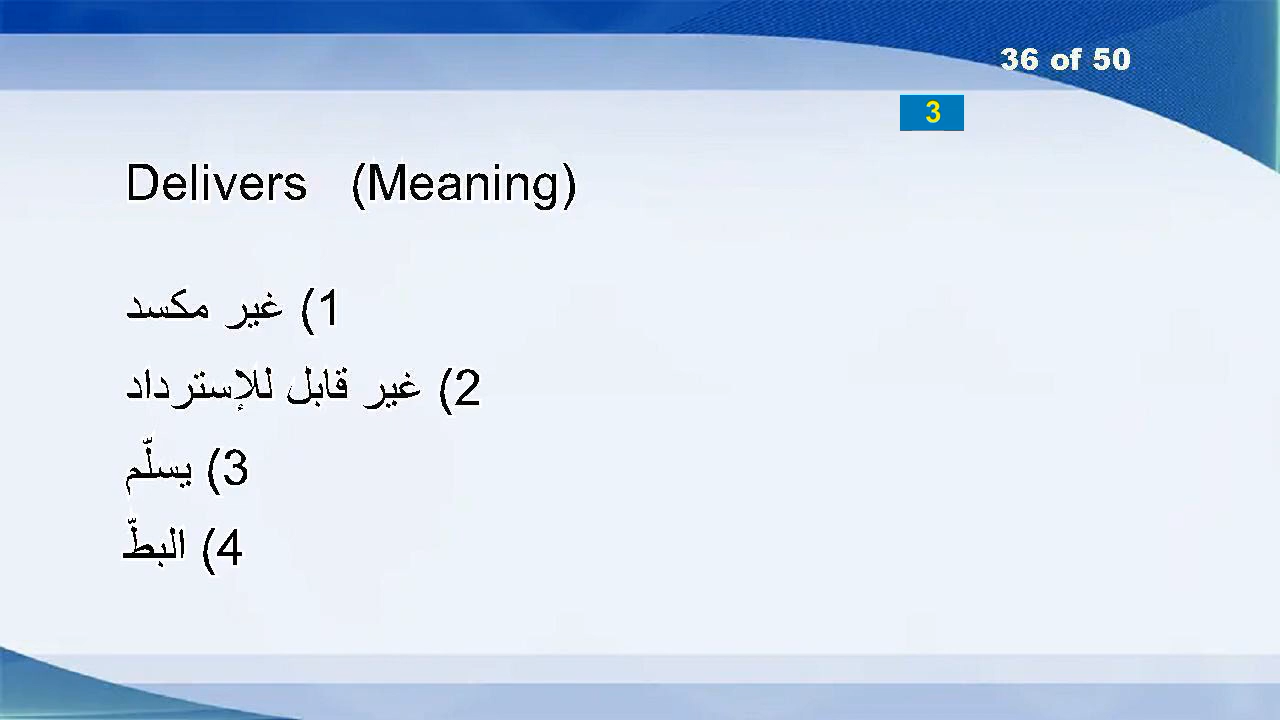 36 of 50
3
Delivers (Meaning)
1) غير مكسد
2) غير قابل للإسترداد
3) يسلّم
4) البطّ